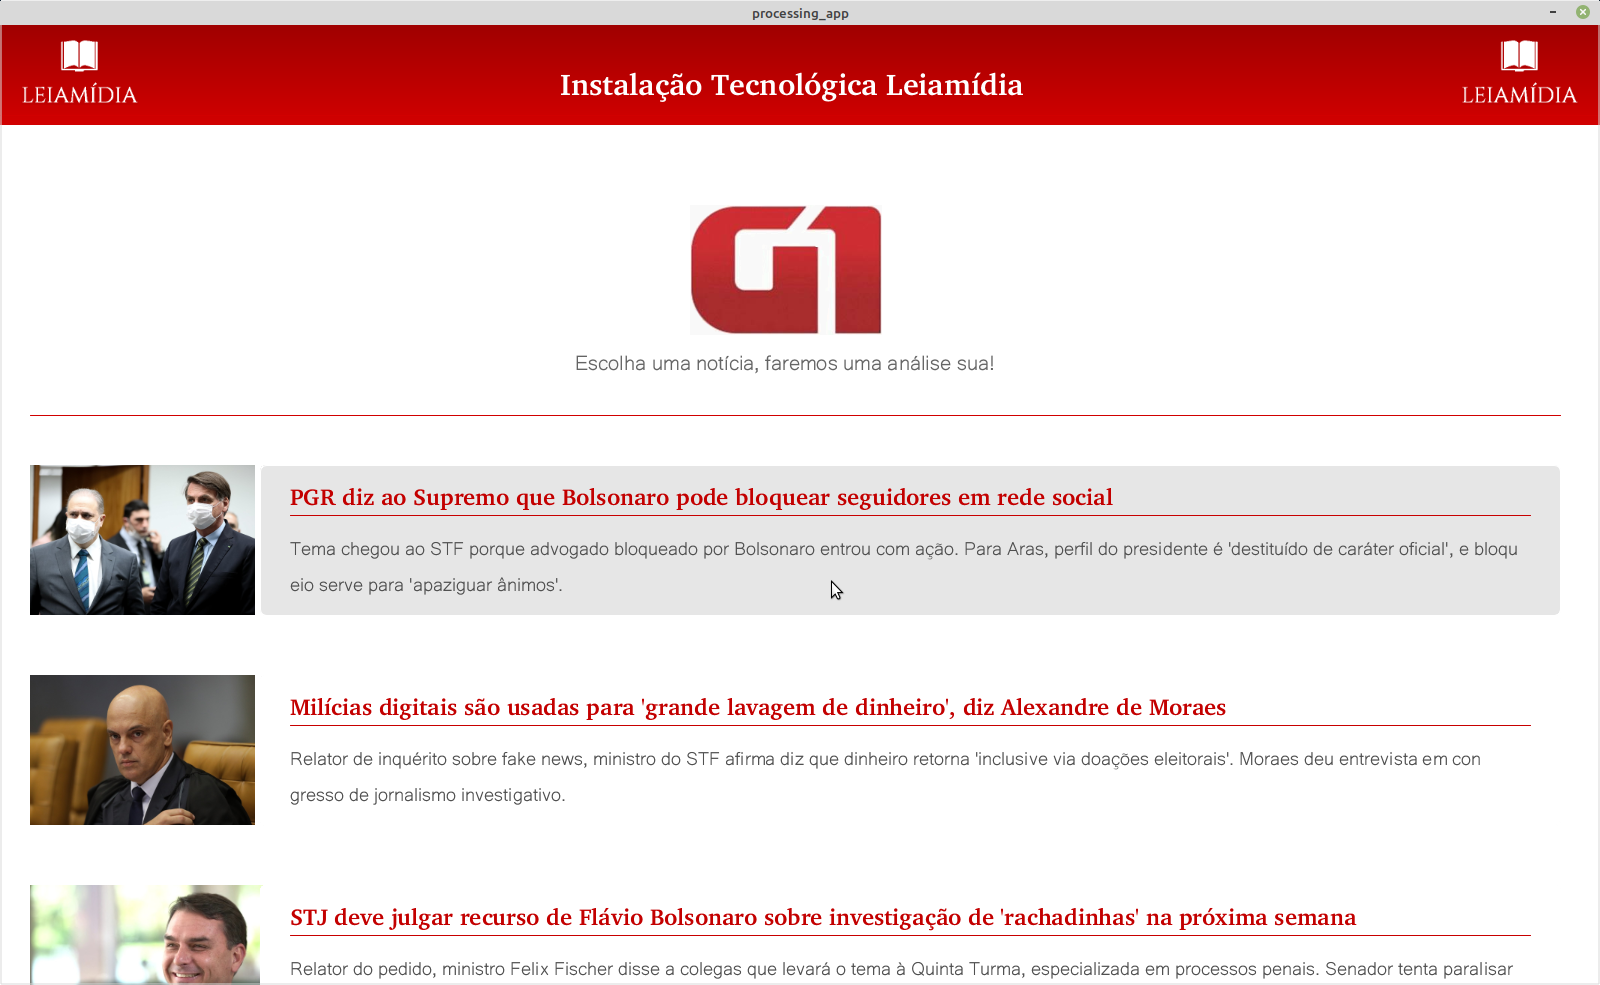 processing_app
LEIAMÍDIA
Instalação Tecnológica Leiamídia
LEIAMÍDIA
G1
Escolha uma notícia, faremos uma análise sua!
PGR diz ao Supremo que Bolsonaro pode bloquear seguidores em rede social
Tema chegou ao STF porque advogado bloqueado por Bolsonaro entrou com ação. Para Aras, perfil do presidente é 'destituído de caráter oficial', e bloqu
eio serve para 'apaziguar ânimos'.
Milícias digitais são usadas para 'grande lavagem de dinheiro', diz Alexandre de Moraes
Relator de inquérito sobre fake news, ministro do STF afirma diz que dinheiro retorna 'inclusive via doações eleitorais'. Moraes deu entrevista em con
gresso de jornalismo investigativo.
STJ deve julgar recurso de Flávio Bolsonaro sobre investigação de 'rachadinhas' na próxima semana
Relator do pedido, ministro Felix Fischer disse a colegas que levará o tema à Quinta Turma, especializada em processos penais. Senador tenta paralisar